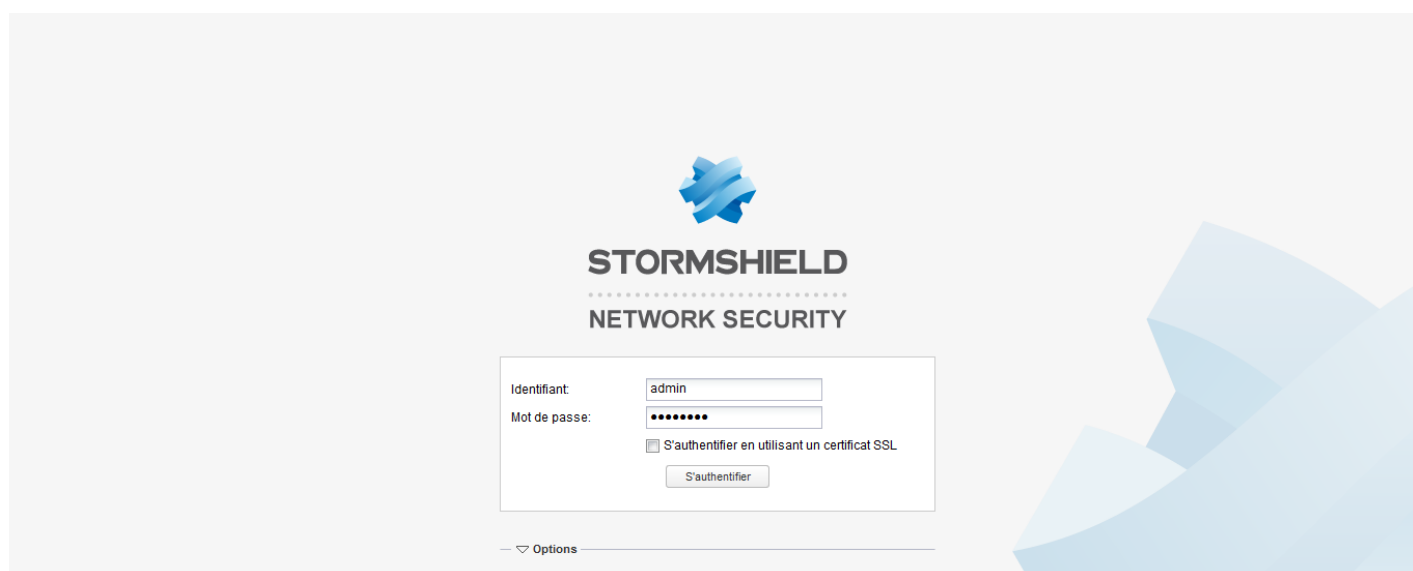 STORMSHIELD
NETWORK SECURITY
Identifiant: admin
Mot de passe: ••••••••
S'authentifier en utilisant un certificat SSL
S'authentifier
Options